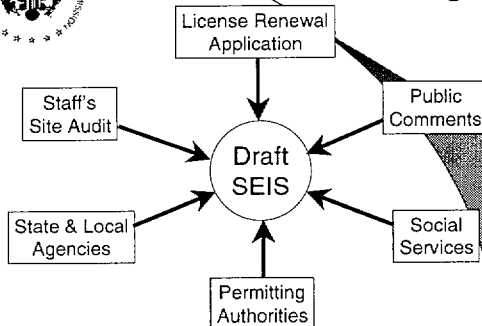 License Renewal
Application
Staff's
Site Audit
Public
Comments
Draft
SEIS
State & Local
Agencies
Social
Services
Permitting
Authorities